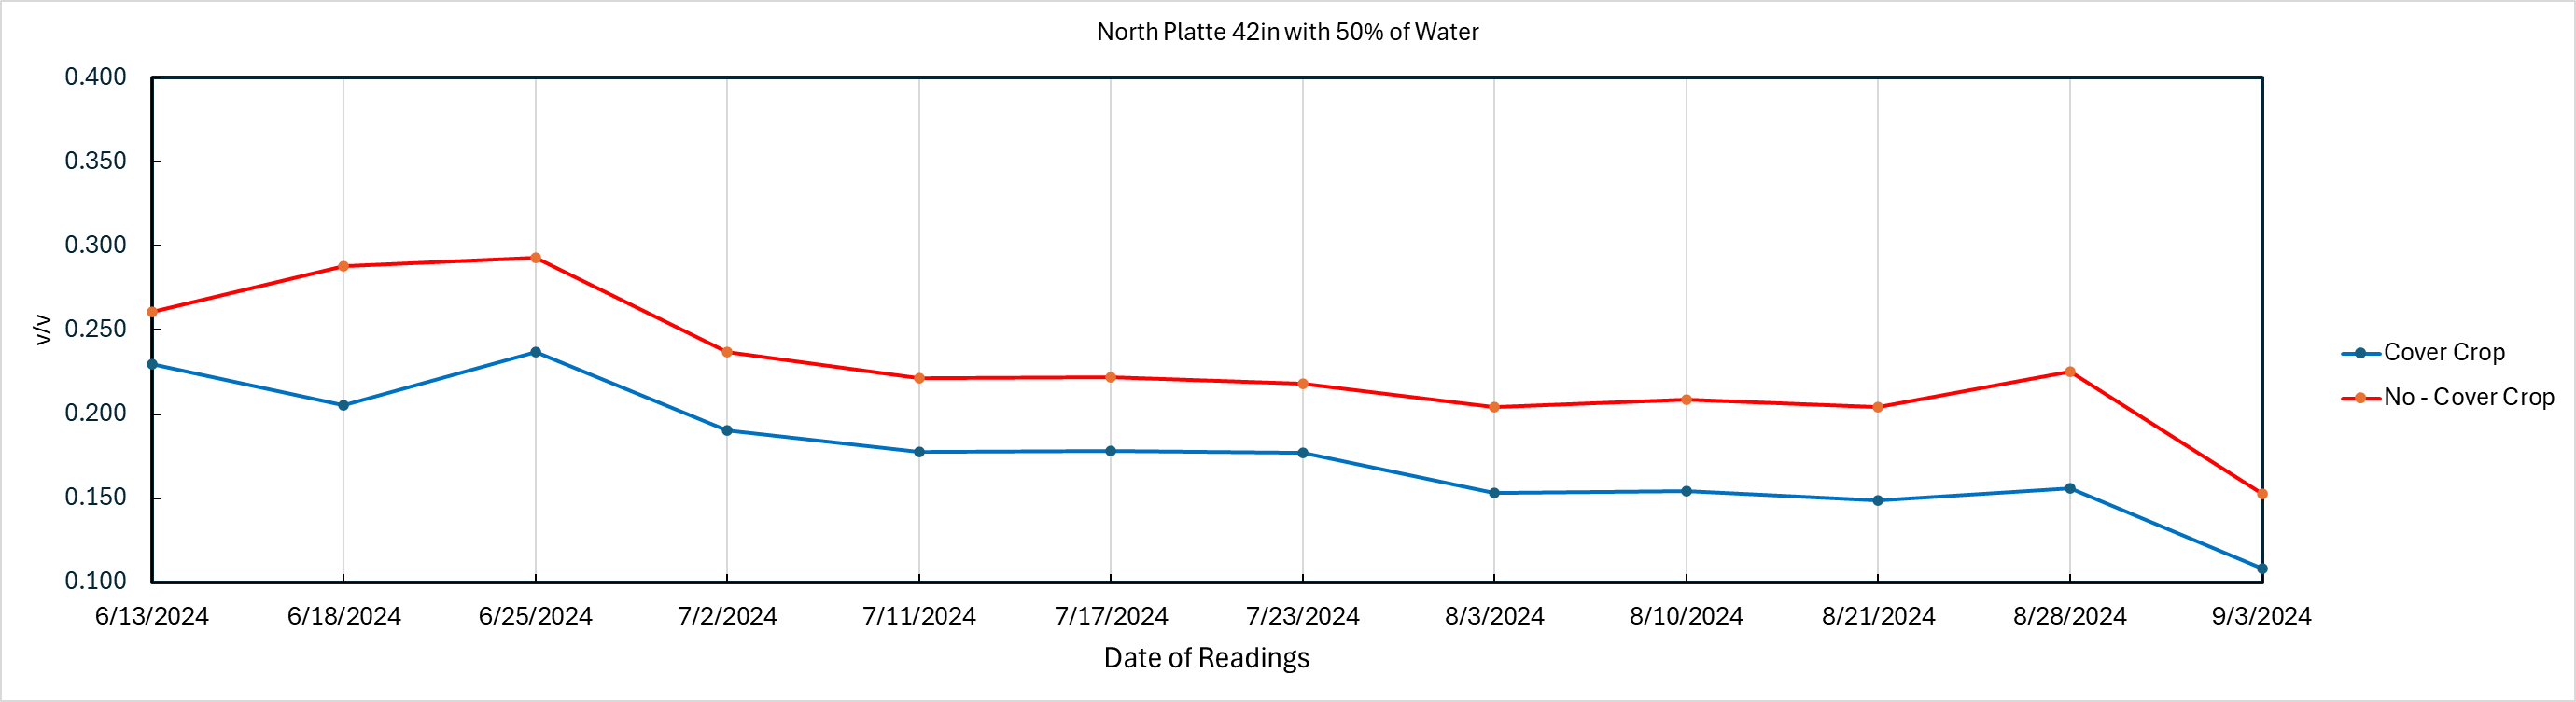 North Platte 42in with 50% of Water
0.400
0.350
0.300
0.250
0.200
0.150
0.100
v/v
6/13/2024 6/18/2024 6/25/2024 7/2/2024 7/11/2024 7/17/2024 7/23/2024 8/3/2024 8/10/2024 8/21/2024 8/28/2024 9/3/2024
Date of Readings
Cover Crop
No - Cover Crop